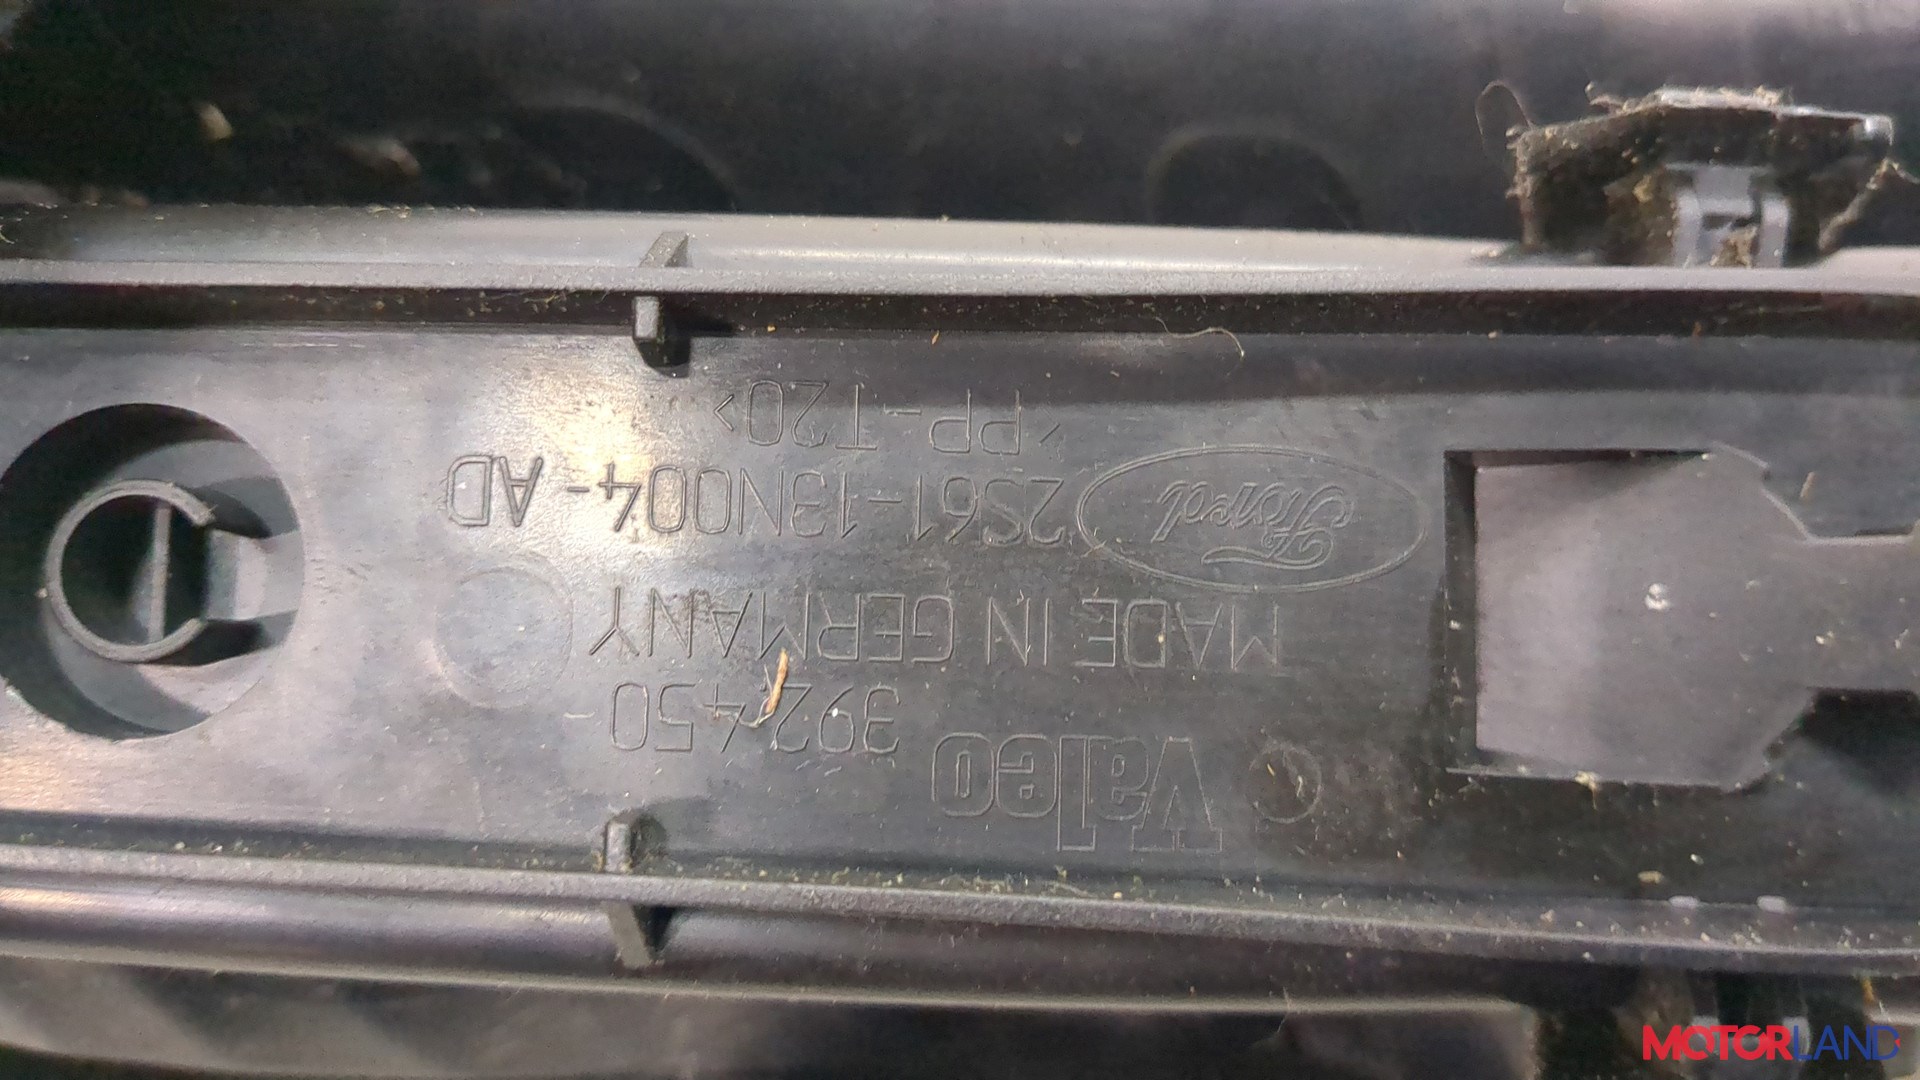 Valeo 392450-
MADE IN GERMANY
Ford 2S61-13N004-AD
>PP-T20<
MOTORLAND